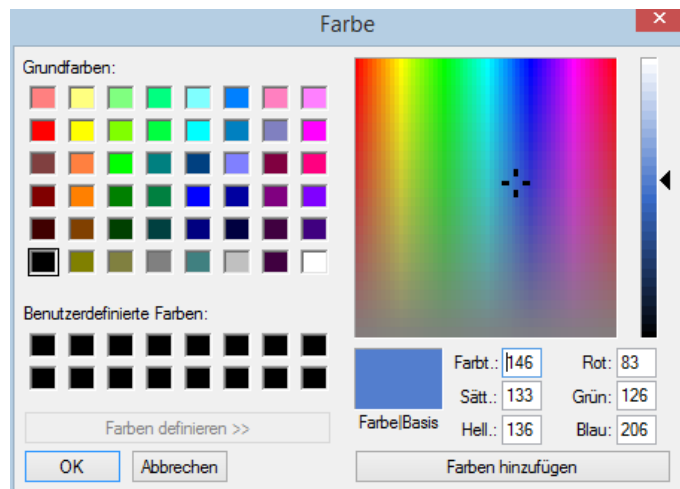 Farbe
Grundfarben:
Benutzerdefinierte Farben:
Farben definieren >>
OK
Abbrechen
Farbe|Basis
Farbt.: 146
Sätt.: 133
Hell.: 136
Rot: 83
Grün: 126
Blau: 206
Farben hinzufügen